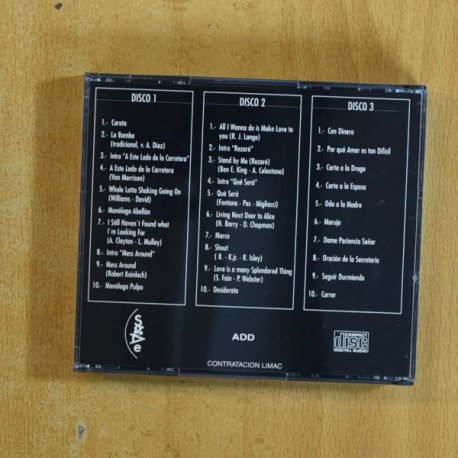 DISCO 1
1.- Careta
2.- La Bamba
(tradicional, v. A. Diaz)
3.- Intro "A Este Lado de la Carretera"
4.- A Este Lado de la Carretera
(Van Morrison)
5.- Whole Lotta Shaking Going On
(Williams - David)
6.- Monólogo Abellán
7.- I Still Haven't Found what
I'm Looking For
(A. Clayton - L. Mulley)
8.- Intro "Mess Around"
9.- Mess Around
(Robert Keinloch)
10.- Monólogo Pulpo
DISCO 2
1.- All I Wanna do is Make Love to
you (R. J. Lange)
2.- Intro "Rezaré"
3.- Stand by Me (Rezaré)
(Ben E. King - A. Celentano)
4.- Intro "Qué Será"
5.- Qué Será
(Fontana - Pes - Migliacci)
6.- Living Next Door to Alice
(N. Barry - D. Chapman)
7.- Marco
8.- Shout
( B. - K.jr. - R. Isley)
9.- Love is a many Splendored Thing
(S. Fain - P. Webster)
10.- Desiderata
DISCO 3
1.- Con Dinero
2.- Por qué Amor es tan Difícil
3.- Carta a la Droga
4.- Carta a la Esposa
5.- Oda a la Madre
6.- Maruja
7.- Dame Paciencia Señor
8.- Oración de la Secretaria
9.- Seguir Durmiendo
10.- Correr
ADD
COMPACT
disc
DIGITAL AUDIO
CONTRATACION LIMAC